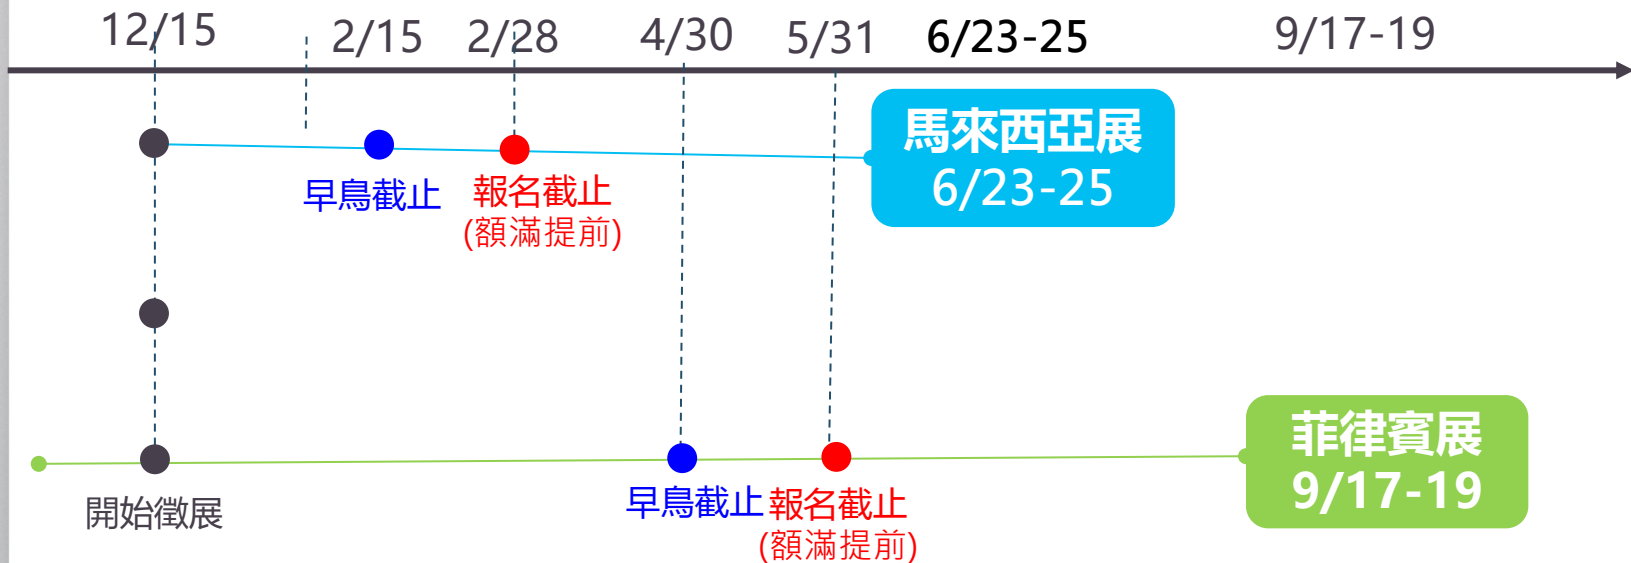 12/15 2/15 2/28 4/30 5/31 6/23-25 9/17-19
馬來西亞展
6/23-25
早鳥截止
報名截止
(額滿提前)
菲律賓展
9/17-19
開始徵展
早鳥截止
報名截止
(額滿提前)